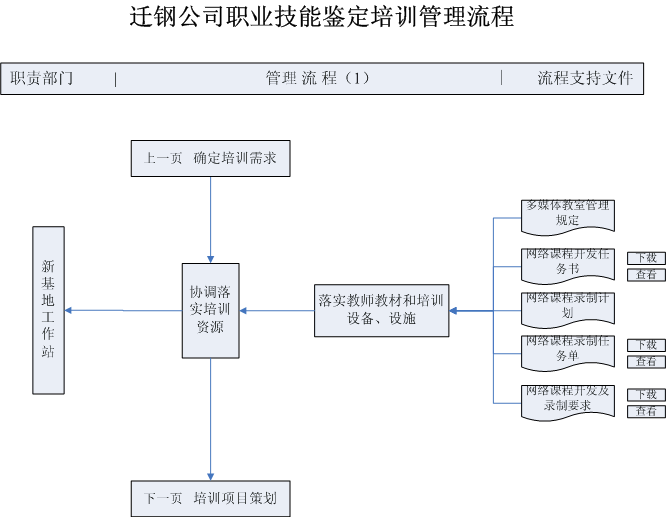 迁钢公司职业技能鉴定培训管理流程
职责部门 | 管理 流 程（1） | 流程支持文件
上一页 确定培训需求
新基地工作站
协调落
实培训
资源
落实教师教材和培训
设备、设施
多媒体教室管理
规定
网络课程开发任
务书
下载
查看
网络课程录制计
划
网络课程录制任
务单
下载
查看
网络课程开发及
录制要求
下载
查看
下一页 培训项目策划